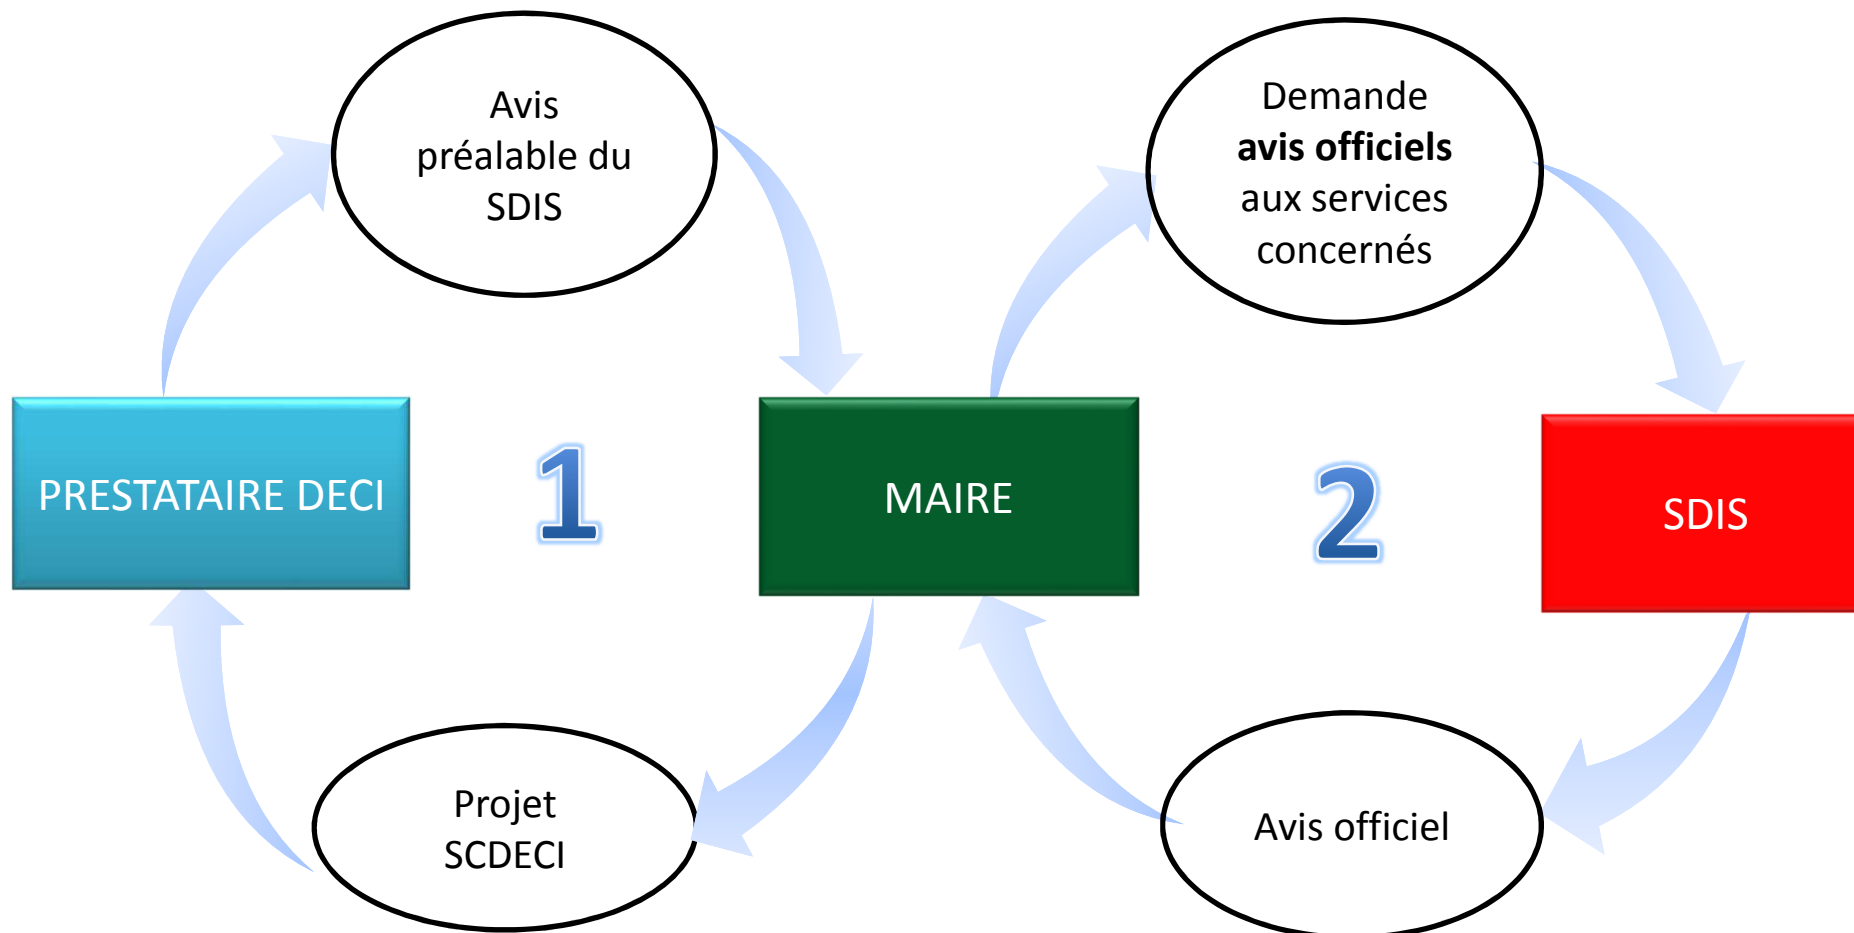 Avis
préalable du
SDIS
Demande
avis officiels
aux services
concernés
PRESTATAIRE DECI
1
MAIRE
2
SDIS
Projet
SCDECI
Avis officiel